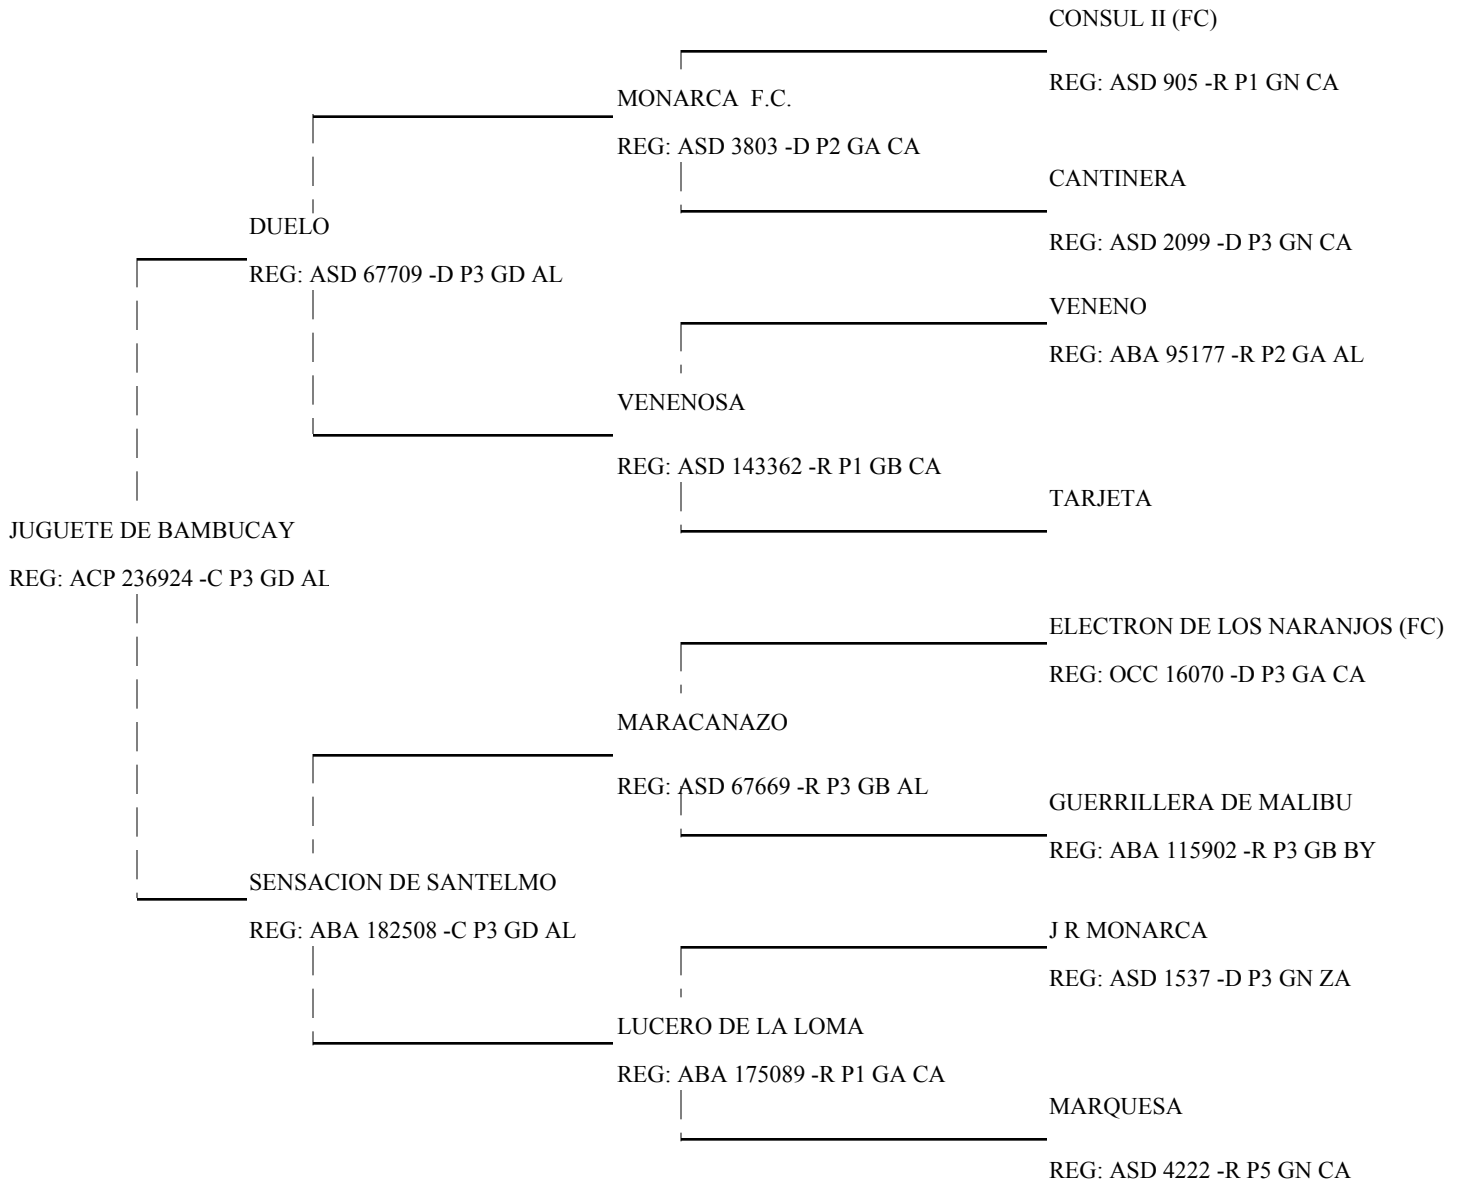 CONSUL II (FC)
REG: ASD 905 -R P1 GN CA
MONARCA  F.C.
REG: ASD 3803 -D P2 GA CA
CANTINERA
REG: ASD 2099 -D P3 GN CA
DUELO
REG: ASD 67709 -D P3 GD AL
VENENO
REG: ABA 95177 -R P2 GA AL
VENENOSA
REG: ASD 143362 -R P1 GB CA
TARJETA
JUGUETE DE BAMBUCAY
REG: ACP 236924 -C P3 GD AL
ELECTRON DE LOS NARANJOS (FC)
REG: OCC 16070 -D P3 GA CA
MARACANAZO
REG: ASD 67669 -R P3 GB AL
GUERRILLERA DE MALIBU
REG: ABA 115902 -R P3 GB BY
SENSACION DE SANTELMO
REG: ABA 182508 -C P3 GD AL
J R MONARCA
REG: ASD 1537 -D P3 GN ZA
LUCERO DE LA LOMA
REG: ABA 175089 -R P1 GA CA
MARQUESA
REG: ASD 4222 -R P5 GN CA